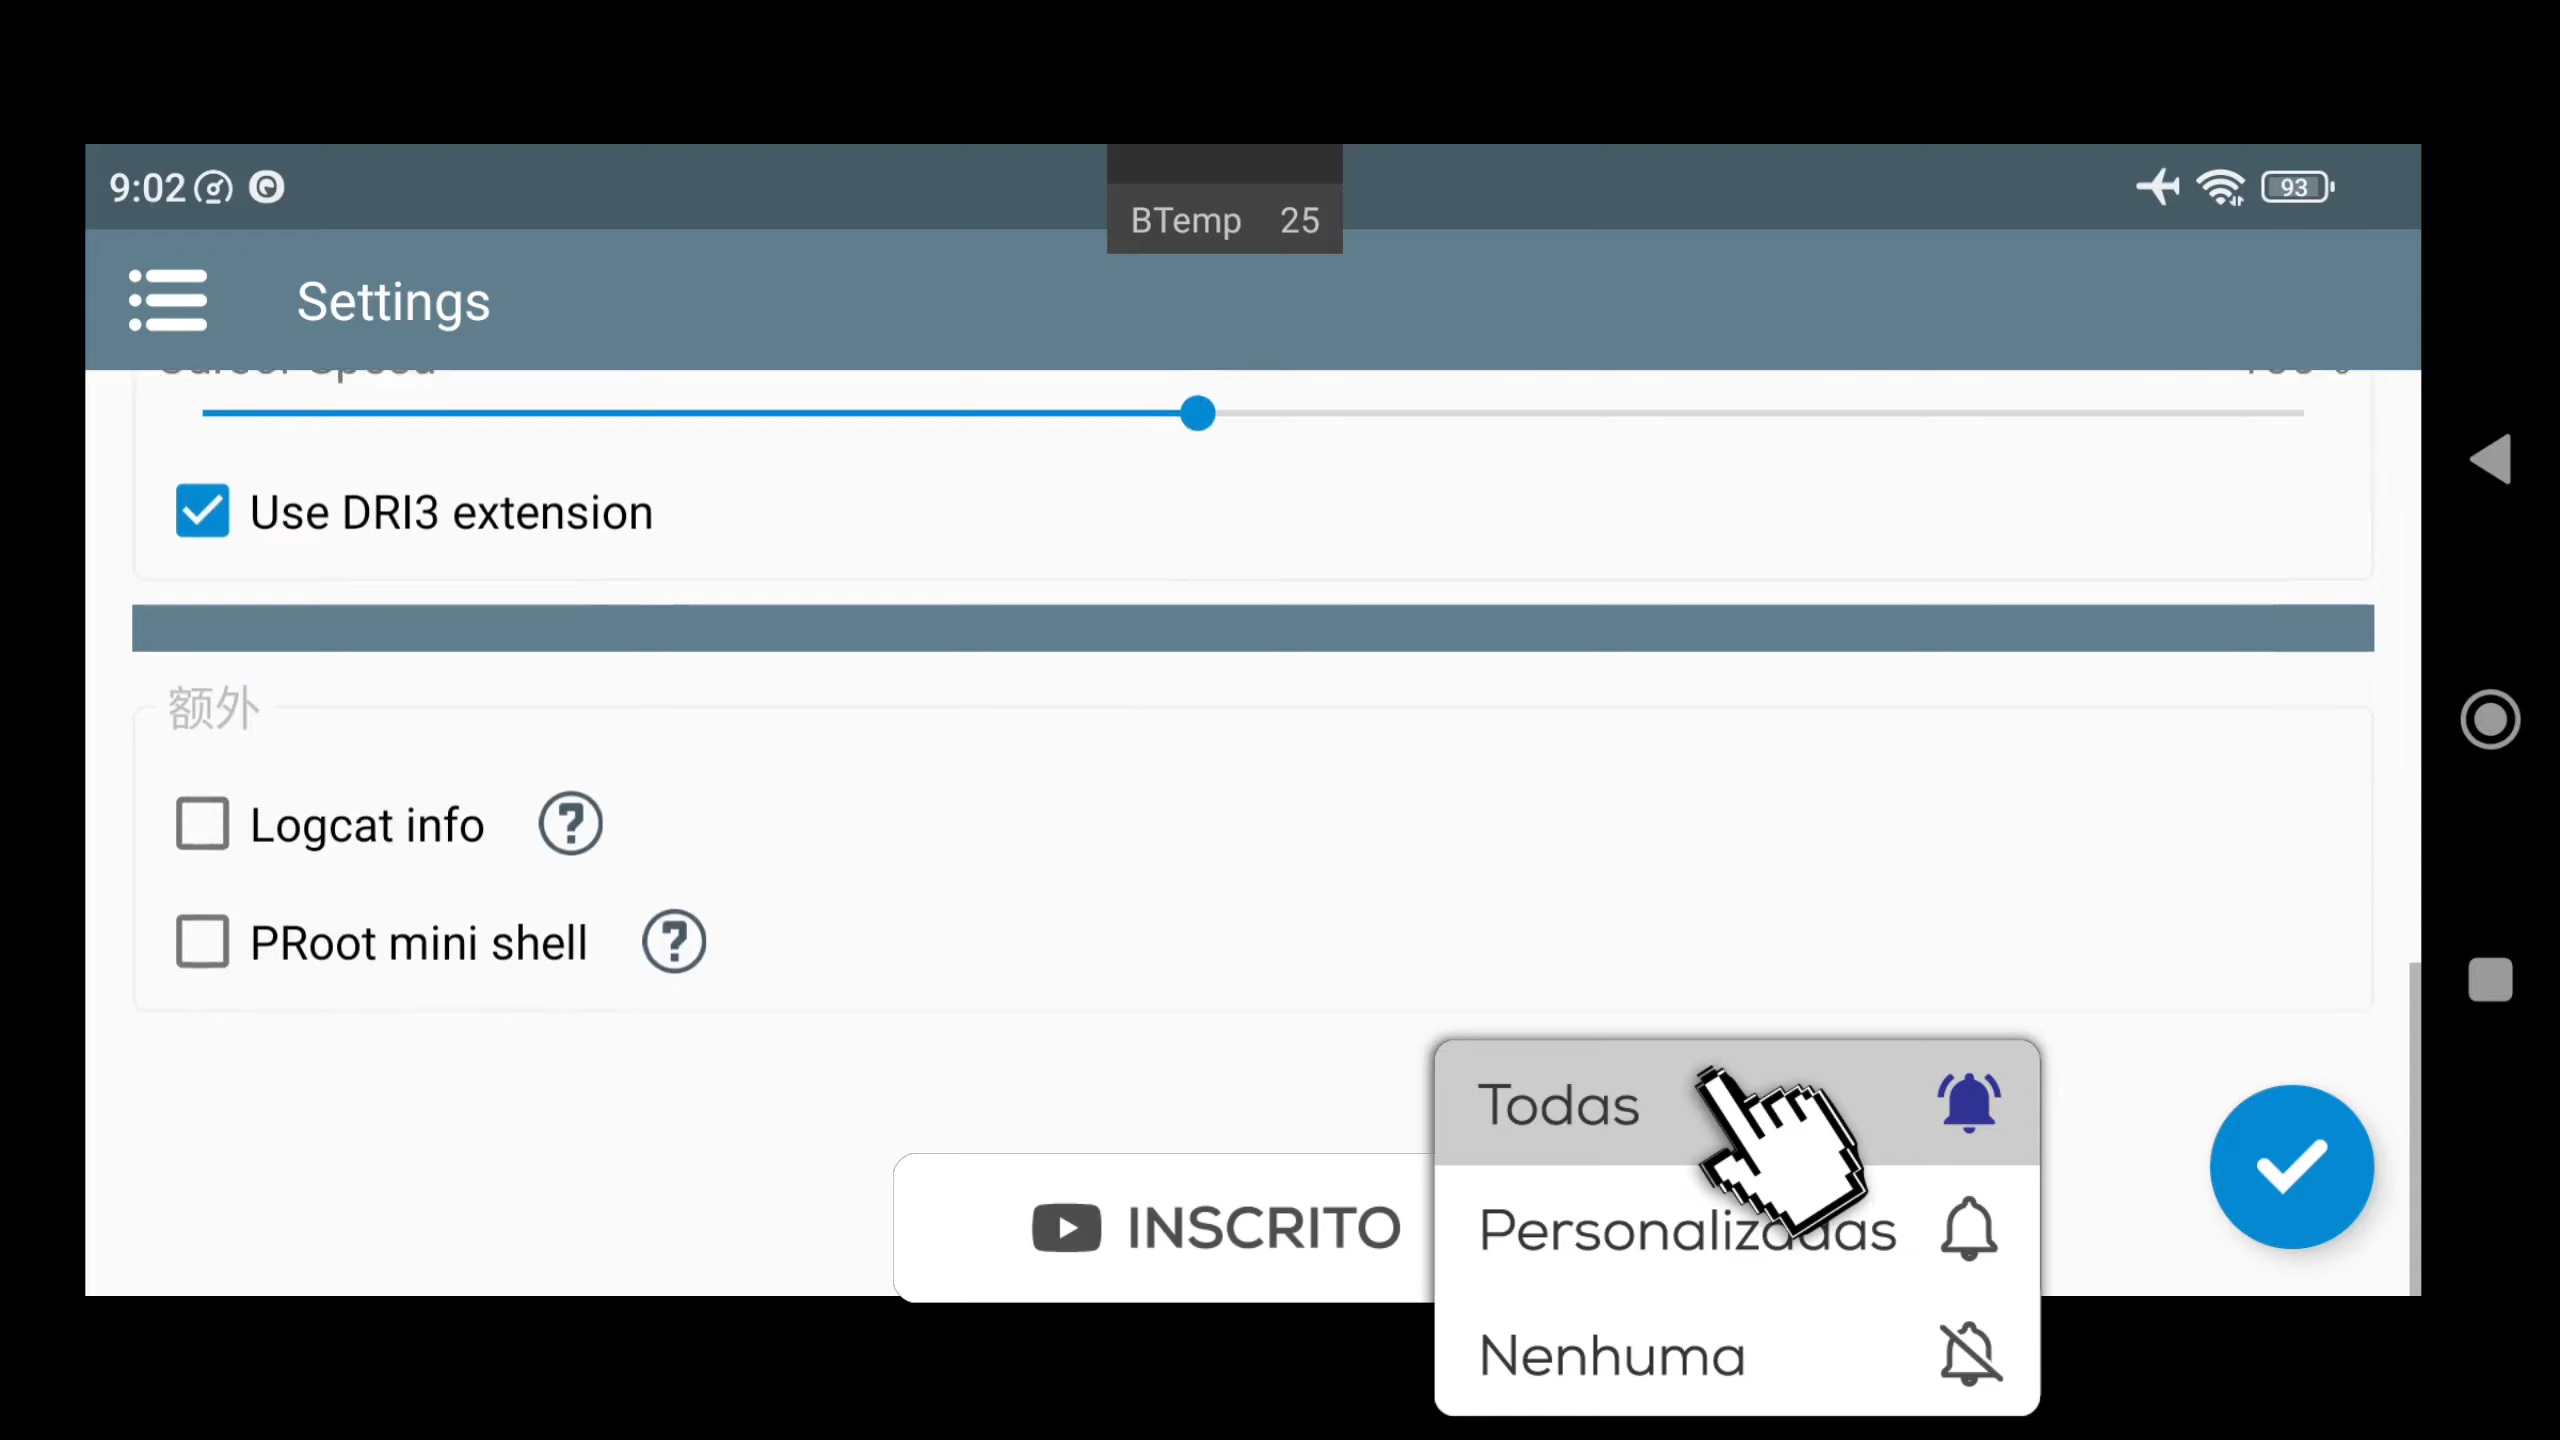 9:02
93
BTemp 25
Settings
Use DRI3 extension
额外
Logcat info ?
PRoot mini shell ?
Todas
INSCRITO
Personalizadas
Nenhuma